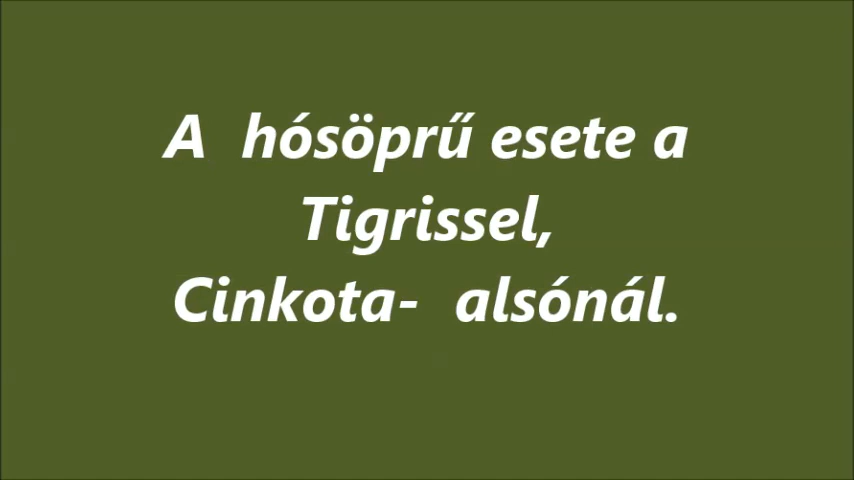 A hósöprű esete a
Tigrissel,
Cinkota- alsónál.